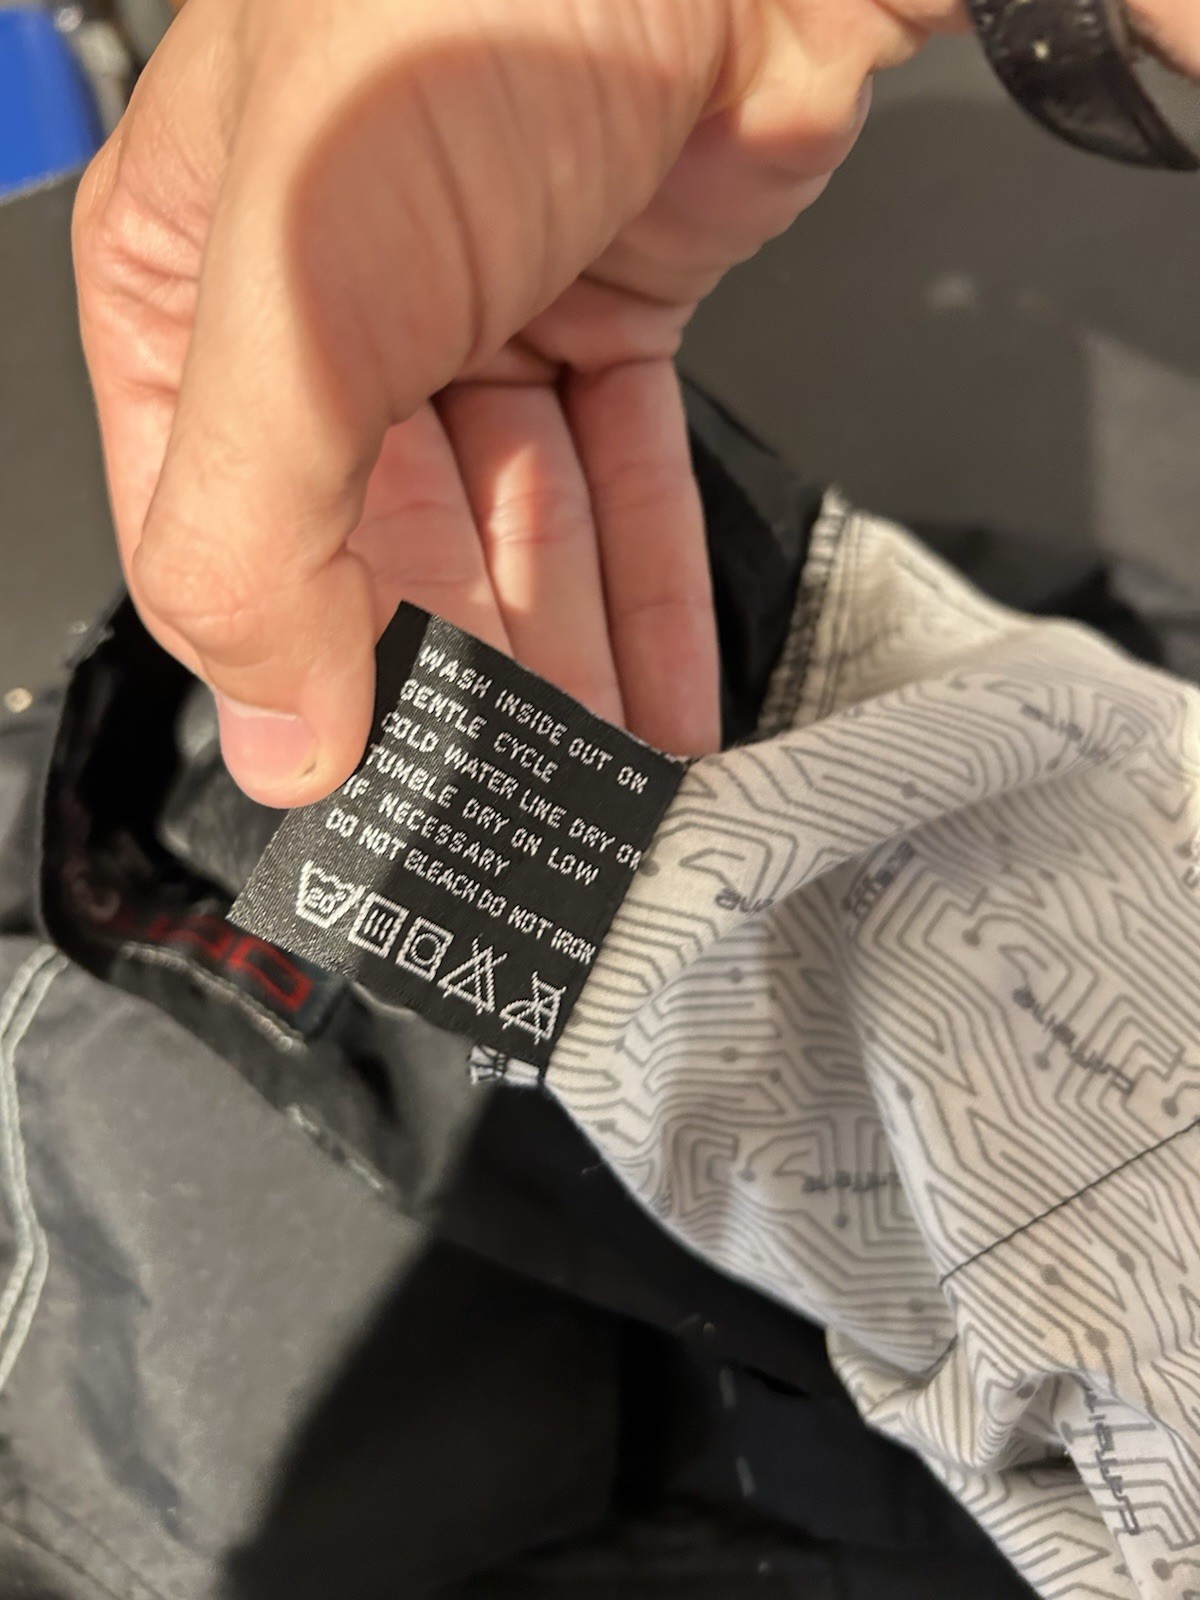 WASH INSIDE OUT ON
GENTLE CYCLE
COLD WATER LINE DRY OR
TUMBLE DRY ON LOW
IF NECESSARY
DO NOT BLEACH DO NOT IRON
20°